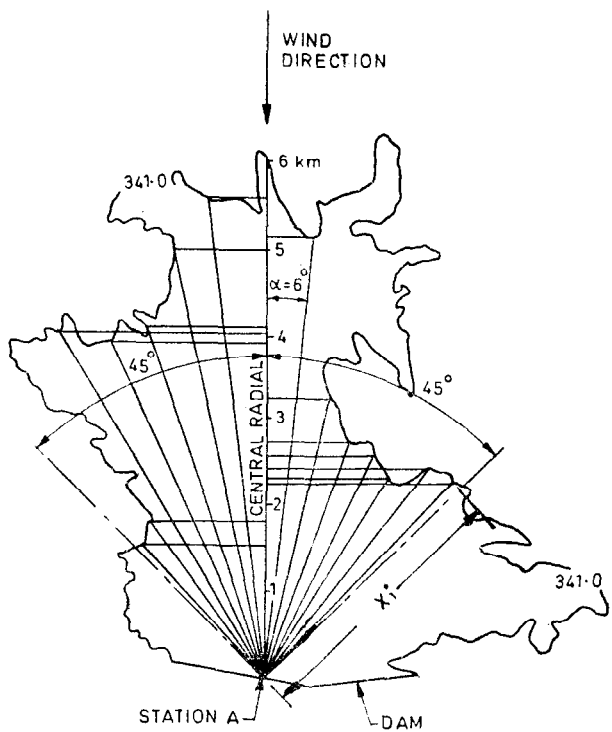 WIND
DIRECTION
6 km
341·0
5
α=6°
4
45°
45°
3
CENTRAL RADIAL
2
1
341·0
Xi
STATION A
DAM